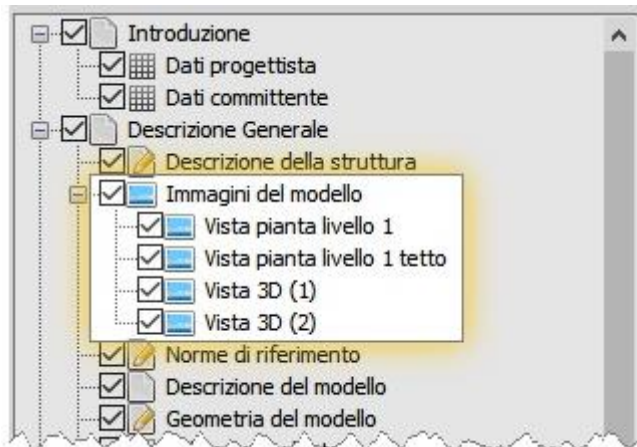 Introduzione
Dati progettista
Dati committente
Descrizione Generale
Descrizione della struttura
Immagini del modello
Vista pianta livello 1
Vista pianta livello 1 tetto
Vista 3D (1)
Vista 3D (2)
Norme di riferimento
Descrizione del modello
Geometria del modello